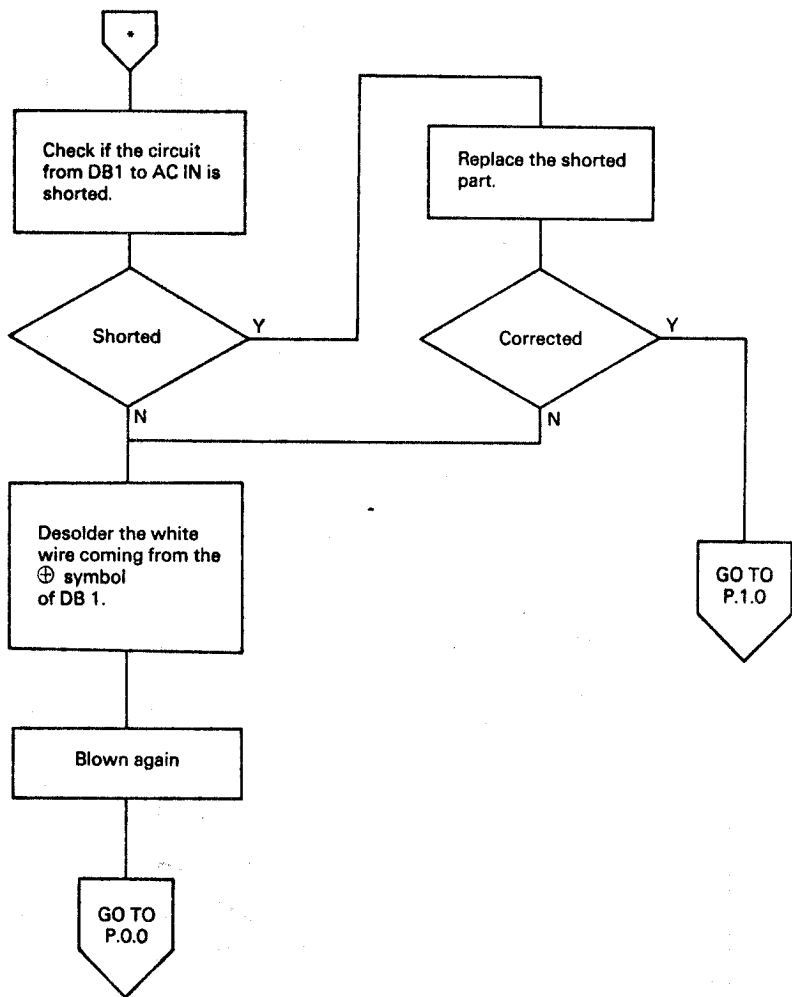 *
Check if the circuit
from DB1 to AC IN is
shorted.
Shorted
Y
N
Replace the shorted
part.
Corrected
Y
N
Desolder the white
wire coming from the
⊕ symbol
of DB 1.
Blown again
GO TO
P.0.0
GO TO
P.1.0